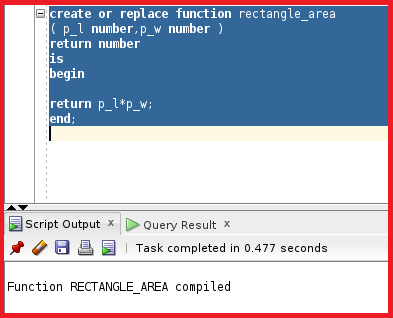 create or replace function rectangle_area
( p_l number,p_w number )
return number
is
begin
return p_l*p_w;
end;
Script Output x
Query Result x
Task completed in 0.477 seconds
Function RECTANGLE_AREA compiled